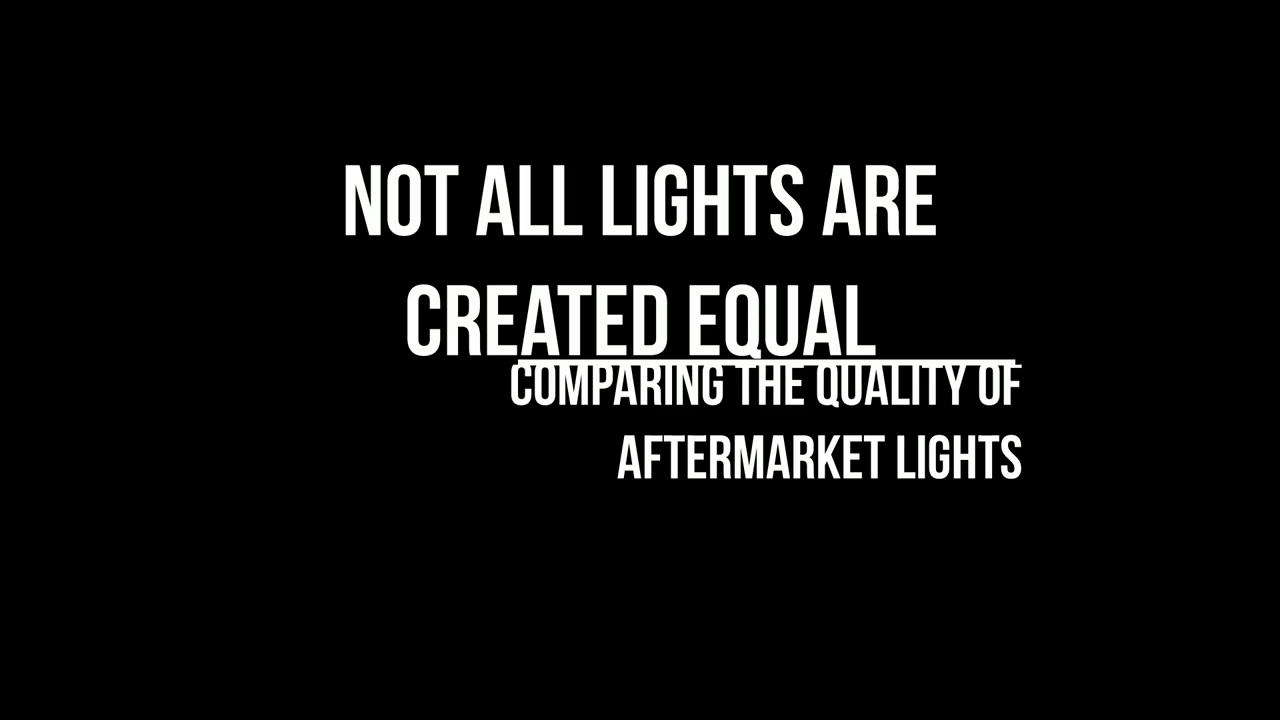 NOT ALL LIGHTS ARE
CREATED EQUAL
COMPARING THE QUALITY OF
AFTERMARKET LIGHTS